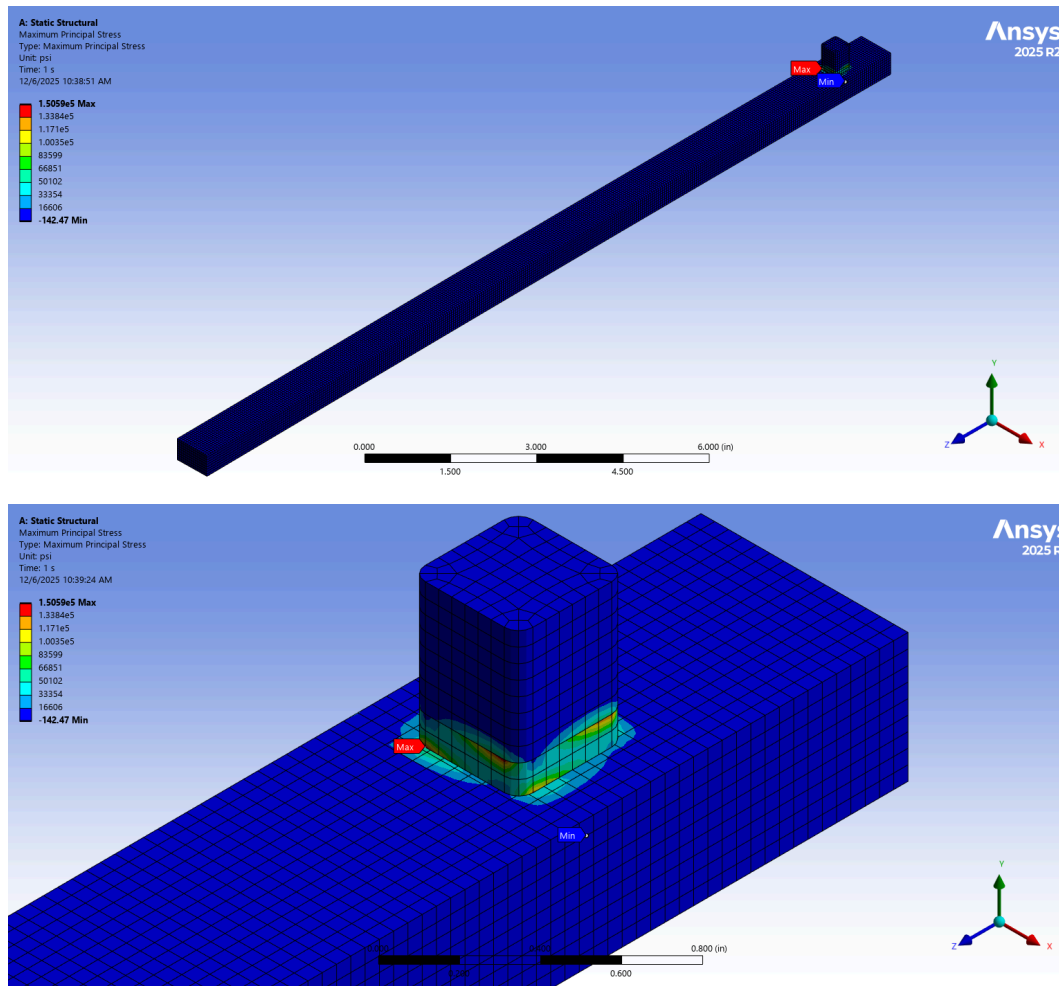 A: Static Structural
Maximum Principal Stress
Type: Maximum Principal Stress
Unit: psi
Time: 1 s
12/6/2025 10:38:51 AM
1.5059e5 Max
1.3384e5
1.171e5
1.0035e5
83599
66851
50102
33354
16606
-142.47 Min
Ansys
2025 R2
Max
Min
0.000 3.000 6.000 (in)
1.500 4.500
Y
Z X
A: Static Structural
Maximum Principal Stress
Type: Maximum Principal Stress
Unit: psi
Time: 1 s
12/6/2025 10:39:24 AM
1.5059e5 Max
1.3384e5
1.171e5
1.0035e5
83599
66851
50102
33354
16606
-142.47 Min
Ansys
2025 R
Max
Min
0.800 (in)
0.600
Y
Z X